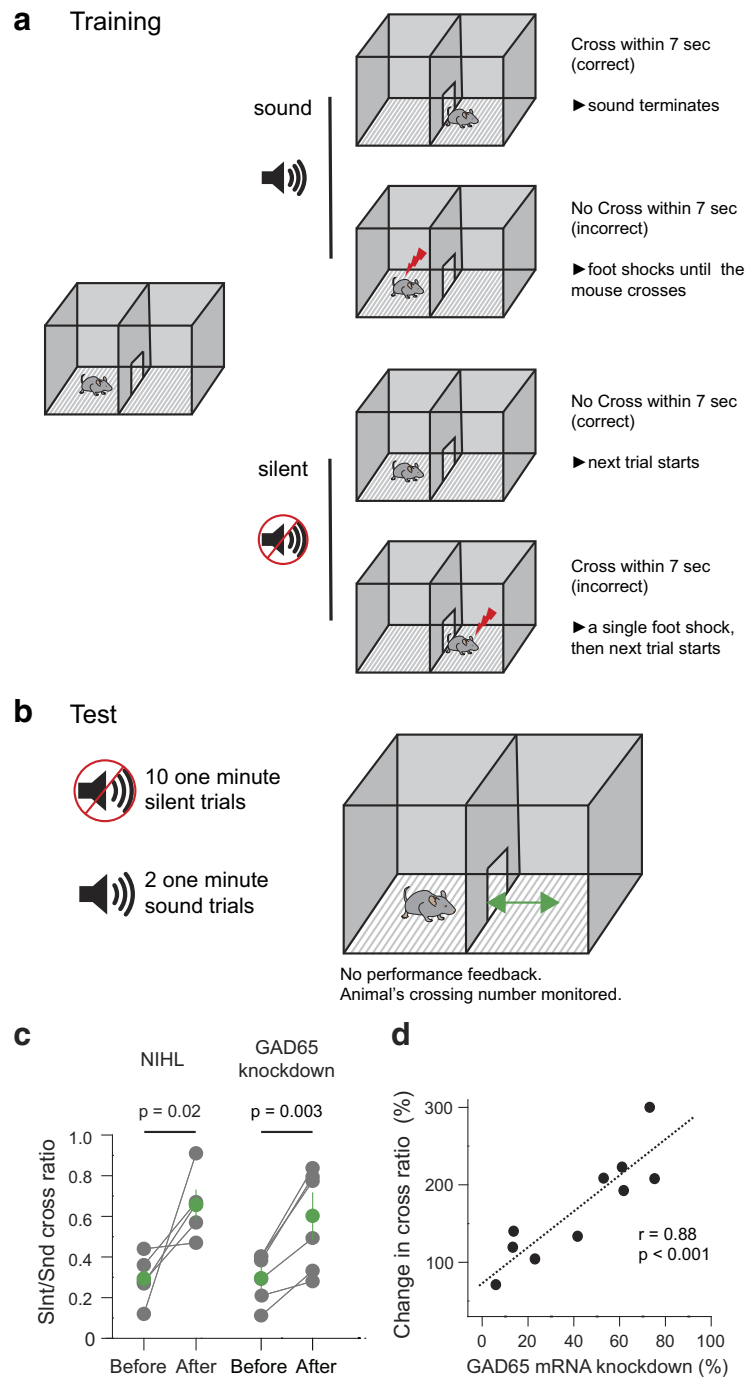 a Training
sound
Cross within 7 sec
(correct)
►sound terminates
No Cross within 7 sec
(incorrect)
►foot shocks until the
mouse crosses
silent
No Cross within 7 sec
(correct)
►next trial starts
Cross within 7 sec
(incorrect)
►a single foot shock,
then next trial starts
b Test
10 one minute
silent trials
2 one minute
sound trials
No performance feedback.
Animal's crossing number monitored.
c
NIHL
GAD65
knockdown
p = 0.02
p = 0.003
Slnt/Snd cross ratio
1.0
0.8
0.6
0.4
0.2
0
Before After Before After
d
Change in cross ratio (%)
300
200
100
r = 0.88
p < 0.001
0 20 40 60 80 100
GAD65 mRNA knockdown (%)